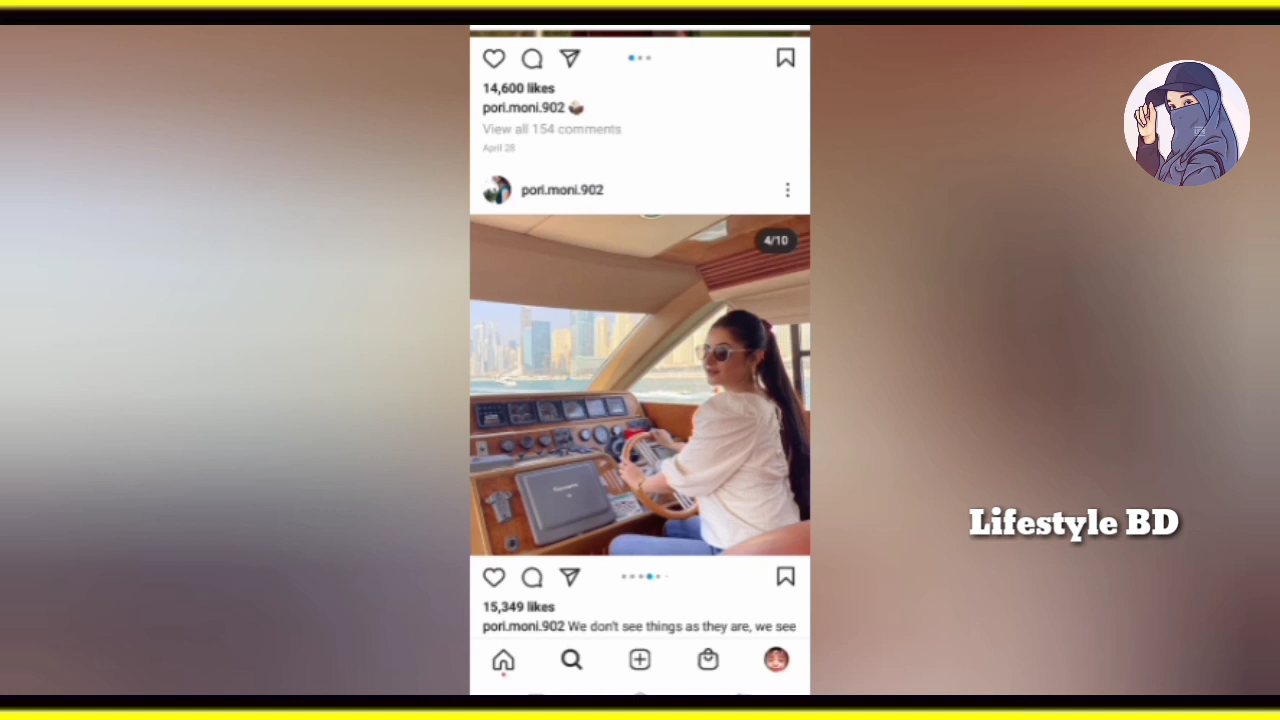 14,600 likes
pori.moni.902
View all 154 comments
April 28
pori.moni.902
4/10
Lifestyle BD
15,349 likes
pori.moni.902 We don't see things as they are, we see